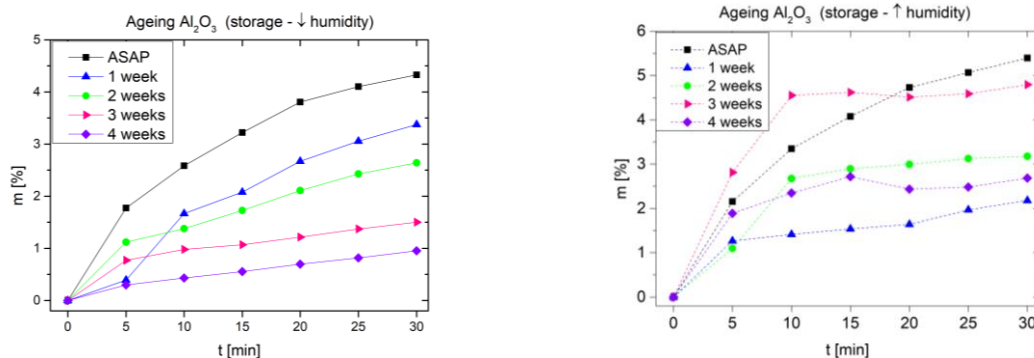 Ageing Al₂O₃ (storage - ↓ humidity)
5
4
3
2
1
0
m [%]
ASAP
1 week
2 weeks
3 weeks
4 weeks
0 5 10 15 20 25 30
t [min]
Ageing Al₂O₃ (storage - ↑ humidity)
6
5
4
3
2
1
0
m [%]
ASAP
1 week
2 weeks
3 weeks
4 weeks
0 5 10 15 20 25 30
t [min]